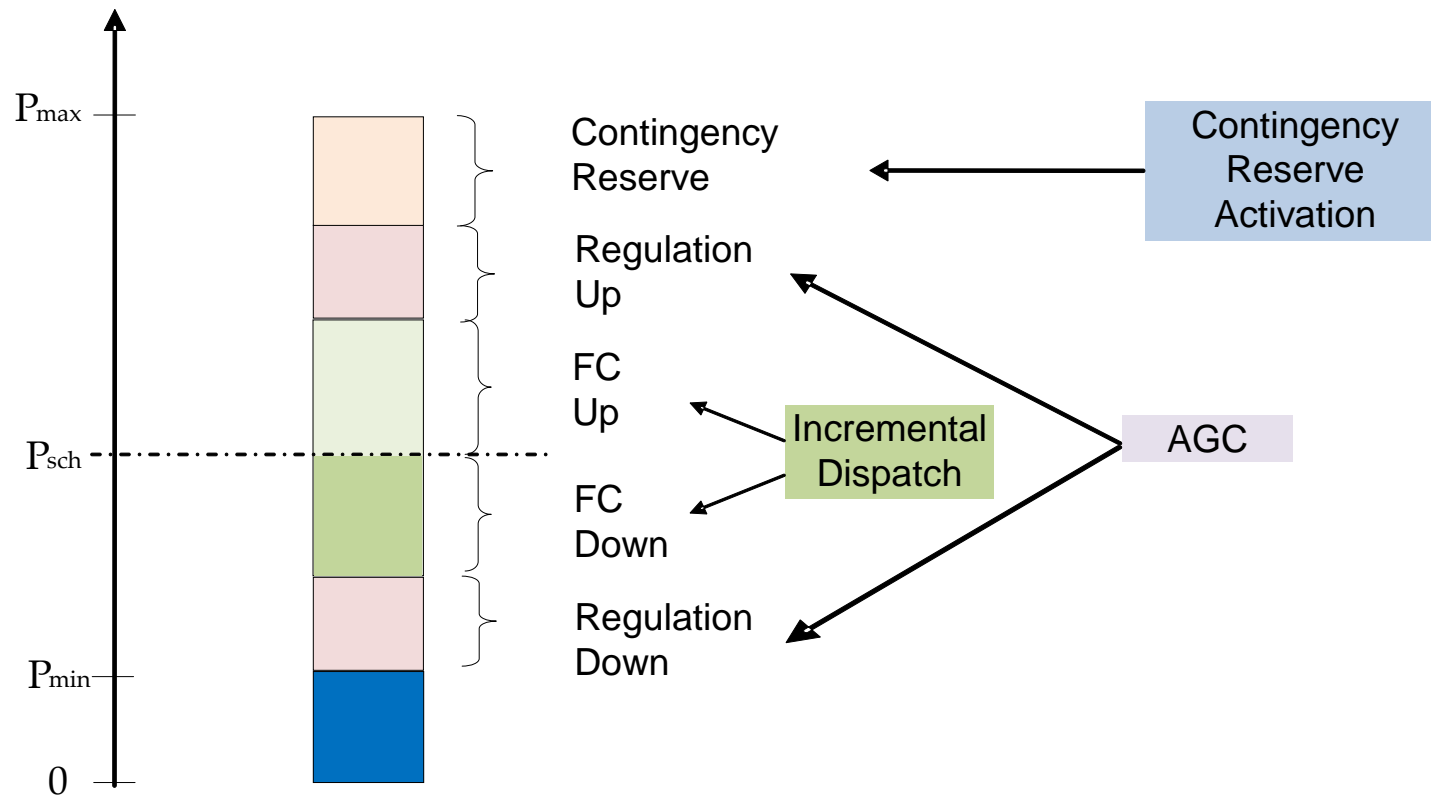 Pmax
Psch
Pmin
0
Contingency
Reserve
Regulation
Up
FC
Up
FC
Down
Regulation
Down
Incremental
Dispatch
Contingency
Reserve
Activation
AGC